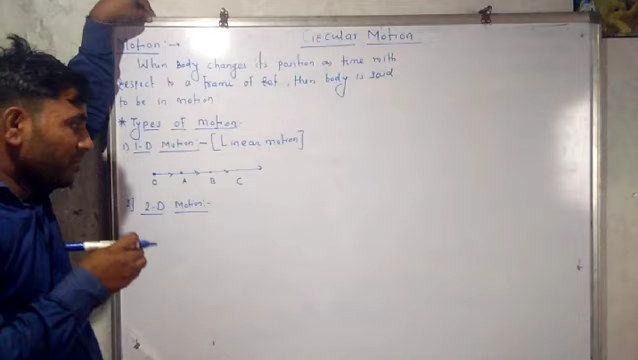 Circular Motion
Motion:→
When Body changes its position as time with
respect to a frame of ref., then body is said
to be in motion
* Types of motion:
1) 1-D Motion:- [Linear motion]
O A B C
2] 2-D Motion:-